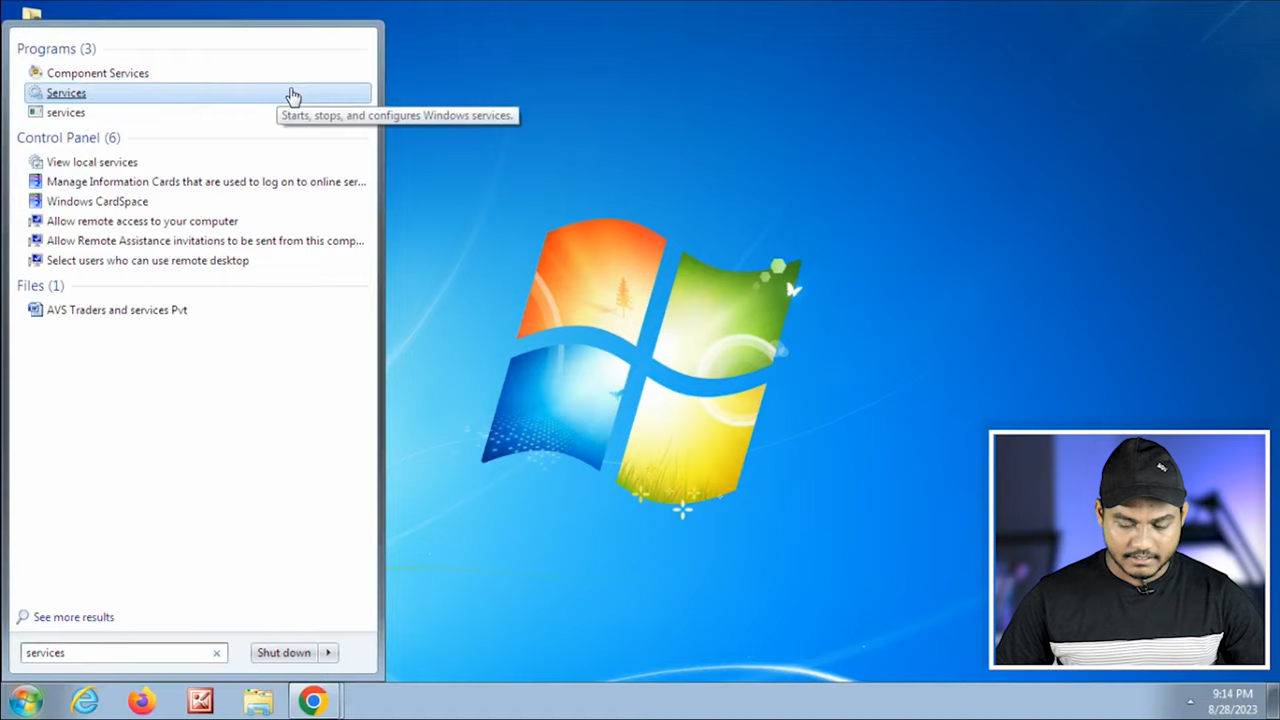 Programs (3)
Component Services
Services
Starts, stops, and configures Windows services.
services
Control Panel (6)
View local services
Manage Information Cards that are used to log on to online ser...
Windows CardSpace
Allow remote access to your computer
Allow Remote Assistance invitations to be sent from this comp...
Select users who can use remote desktop
Files (1)
AVS Traders and services Pvt
See more results
services
Shut down
9:14 PM
8/28/2023